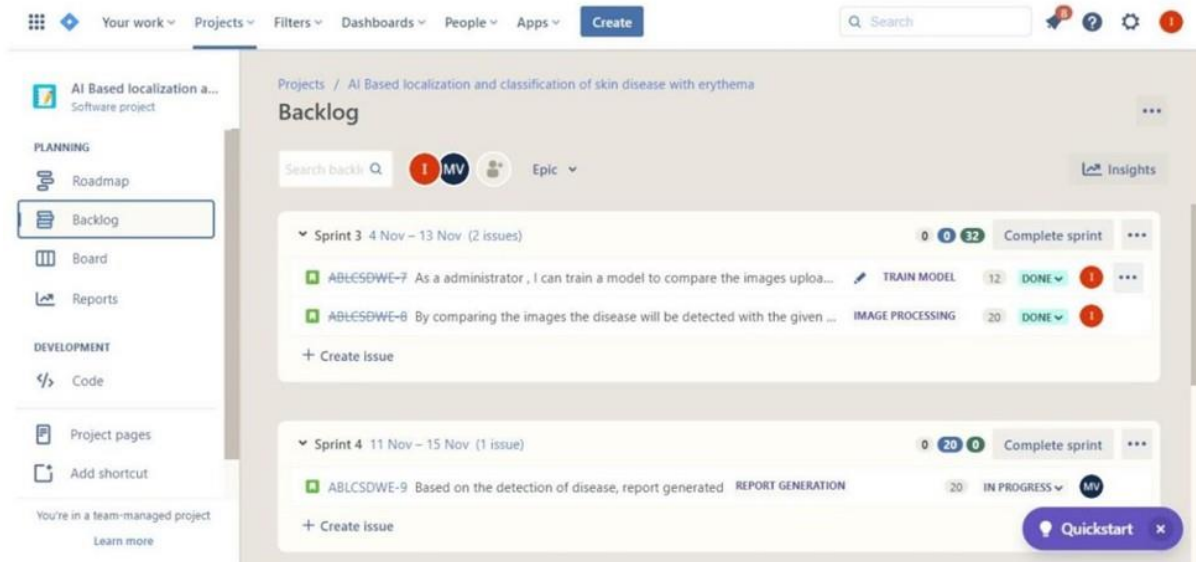 Your work Projects Filters Dashboards People Apps Create Search 8 ? I
AI Based localization a...
Software project
PLANNING
Roadmap
Backlog
Board
Reports
DEVELOPMENT
Code
Project pages
Add shortcut
You're in a team-managed project
Learn more
Projects / AI Based localization and classification of skin disease with erythema
Backlog
Search backl I MV Epic Insights
Sprint 3 4 Nov – 13 Nov (2 issues) 0 0 32 Complete sprint
ABLCSDWE-7 As a administrator , I can train a model to compare the images uploa... TRAIN MODEL 12 DONE I
ABLCSDWE-8 By comparing the images the disease will be detected with the given ... IMAGE PROCESSING 20 DONE I
+ Create issue
Sprint 4 11 Nov – 15 Nov (1 issue) 0 20 0 Complete sprint
ABLCSDWE-9 Based on the detection of disease, report generated REPORT GENERATION 20 IN PROGRESS MV
+ Create issue
Quickstart ×